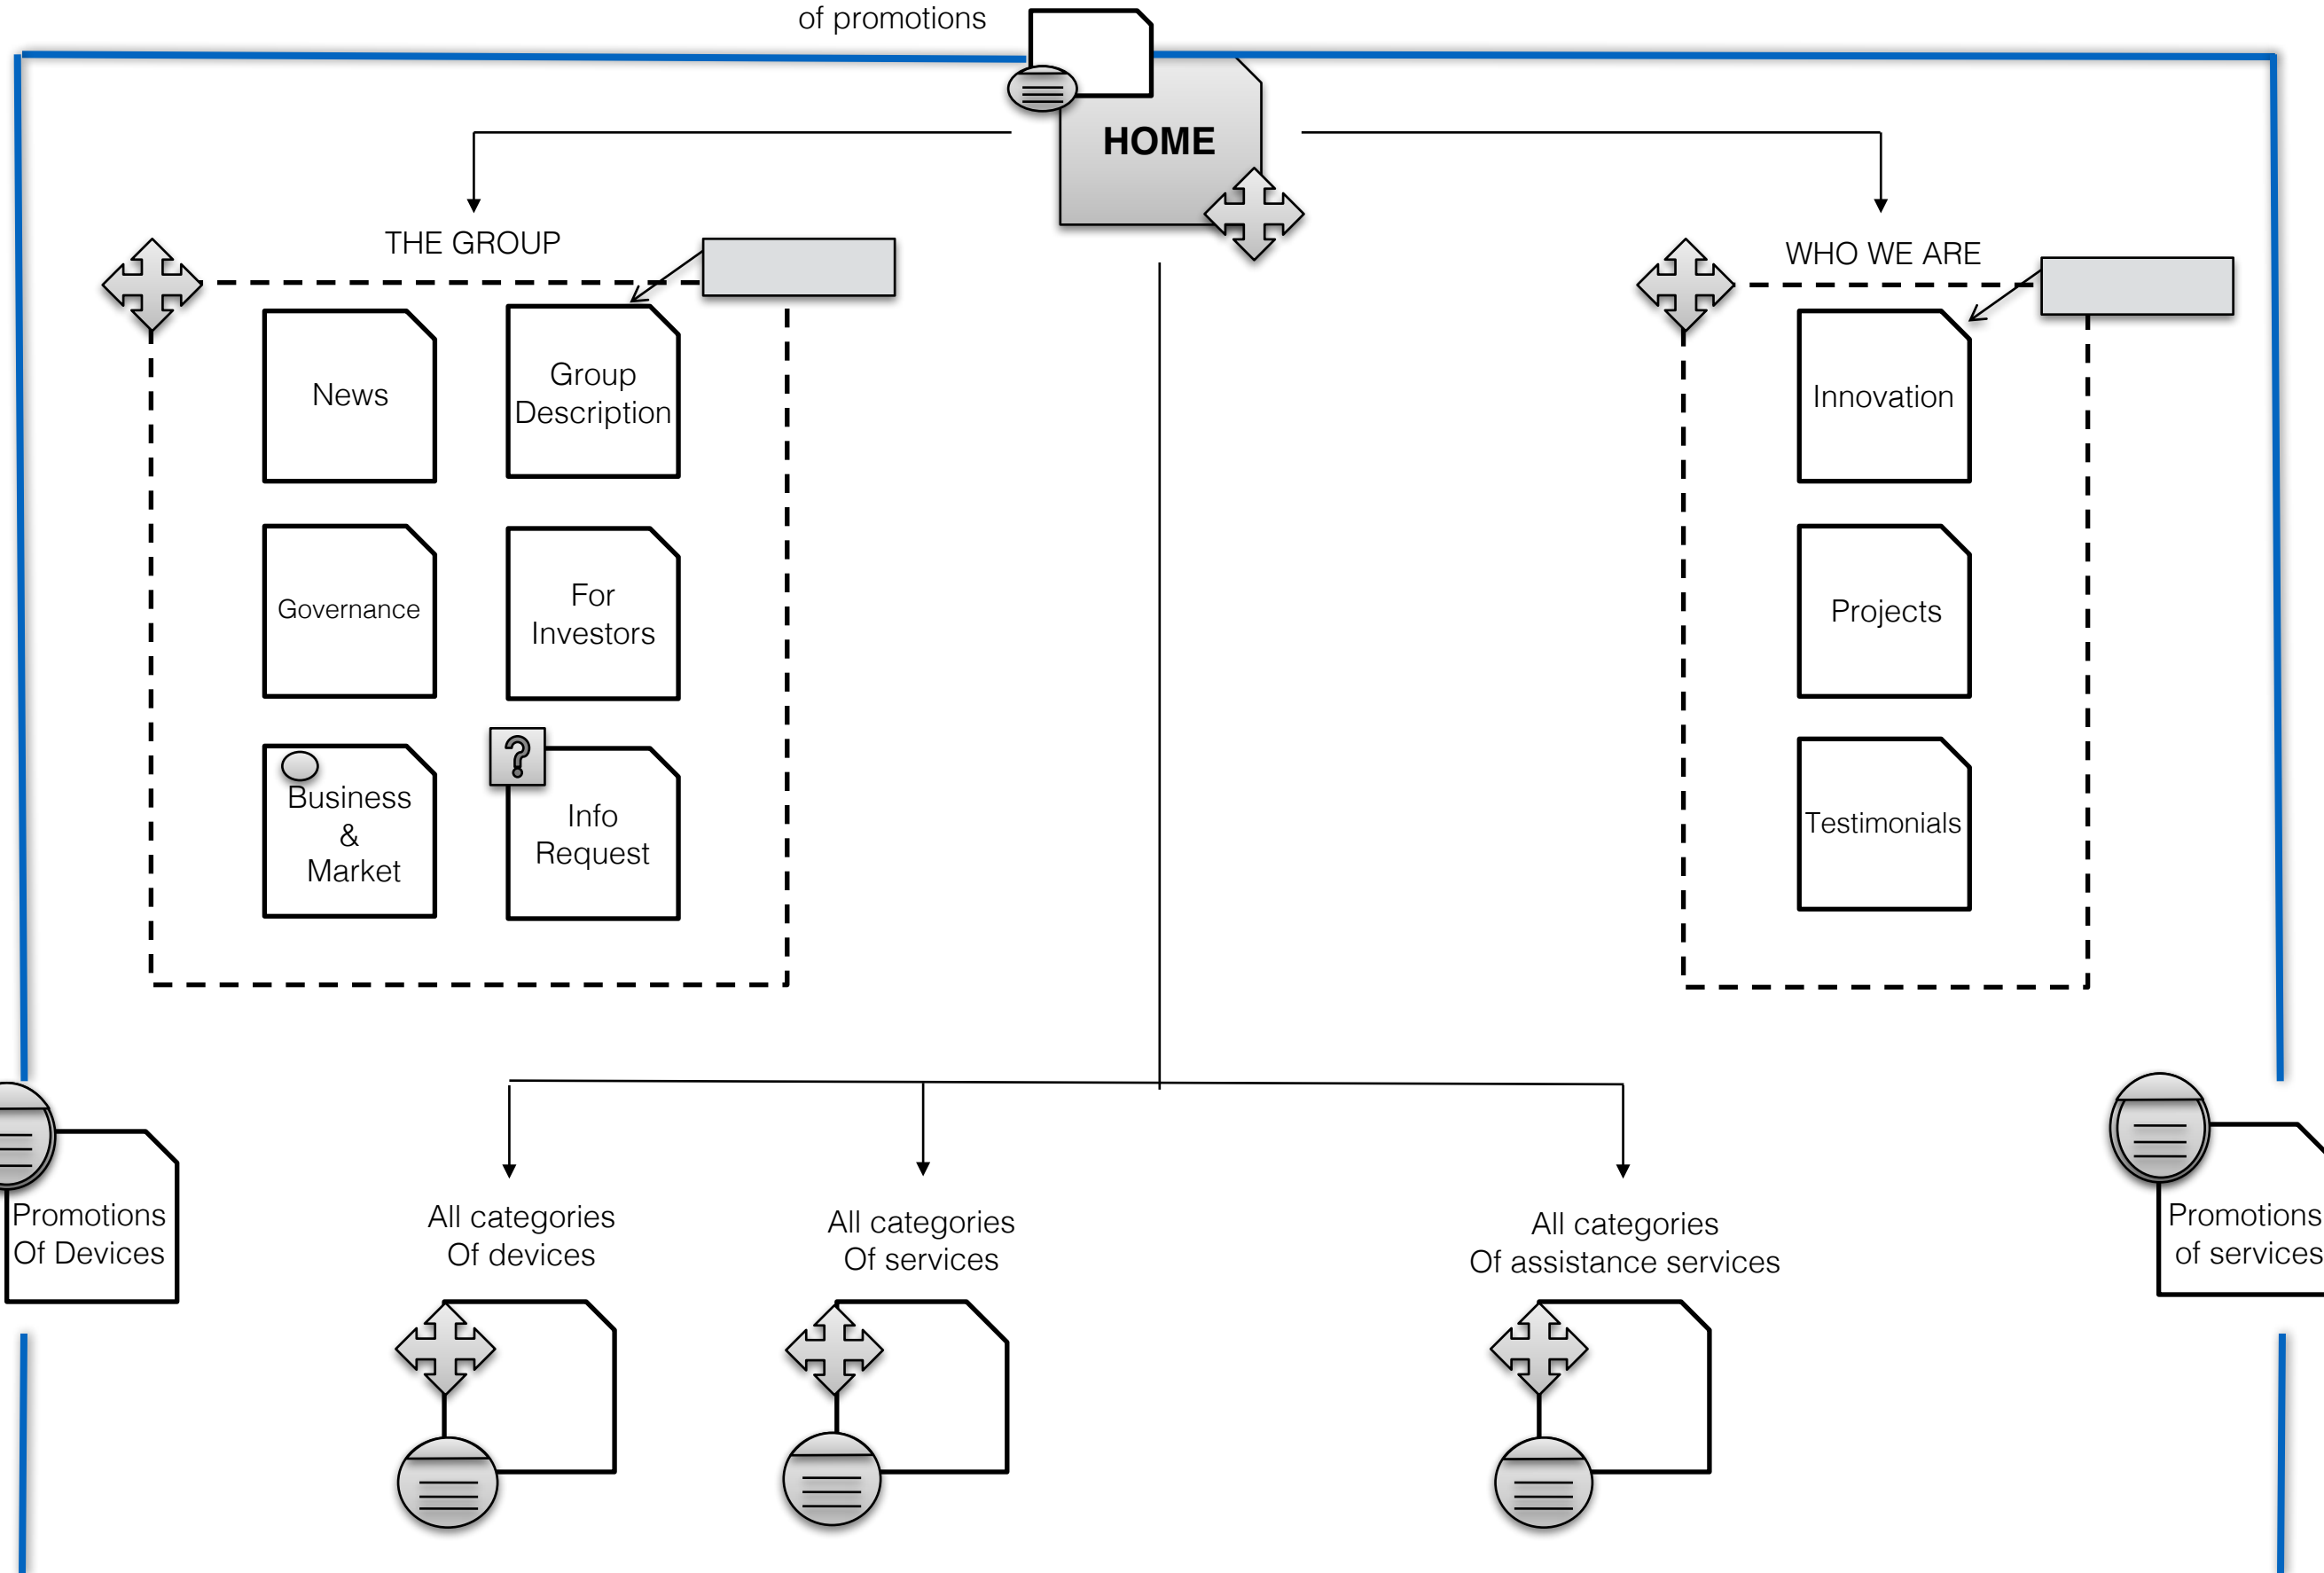 of promotions
HOME
THE GROUP
WHO WE ARE
News
Group
Description
Innovation
Governance
For
Investors
Projects
Business
&
Market
?
Info
Request
Testimonials
Promotions
Of Devices
All categories
Of devices
All categories
Of services
All categories
Of assistance services
Promotions
of services